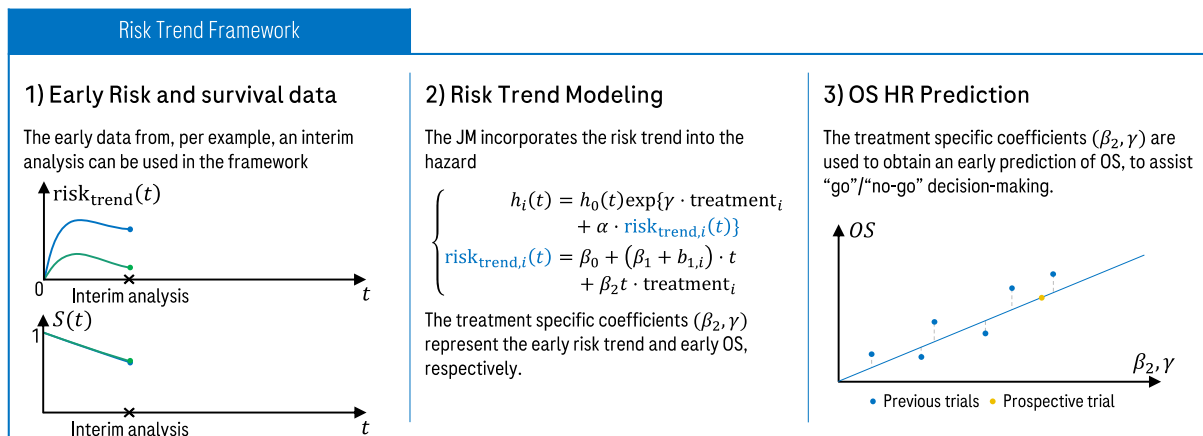 Risk Trend Framework
1) Early Risk and survival data
The early data from, per example, an interim
analysis can be used in the framework
risk_trend(t)
0
Interim analysis
t
S(t)
1
Interim analysis
t
2) Risk Trend Modeling
The JM incorporates the risk trend into the
hazard
h_i(t) = h_0(t)exp{γ · treatment_i
+ α · risk_trend,i(t)}
risk_trend,i(t) = β_0 + (β_1 + b_1,i) · t
+ β_2t · treatment_i
The treatment specific coefficients (β_2, γ)
represent the early risk trend and early OS,
respectively.
3) OS HR Prediction
The treatment specific coefficients (β_2, γ) are
used to obtain an early prediction of OS, to assist
“go”/“no-go” decision-making.
OS
β_2, γ
Previous trials
Prospective trial